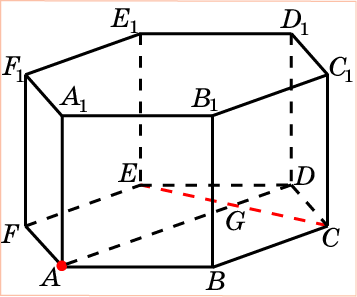 E₁ D₁
F₁ C₁
A₁ B₁
E D
F G C
A B